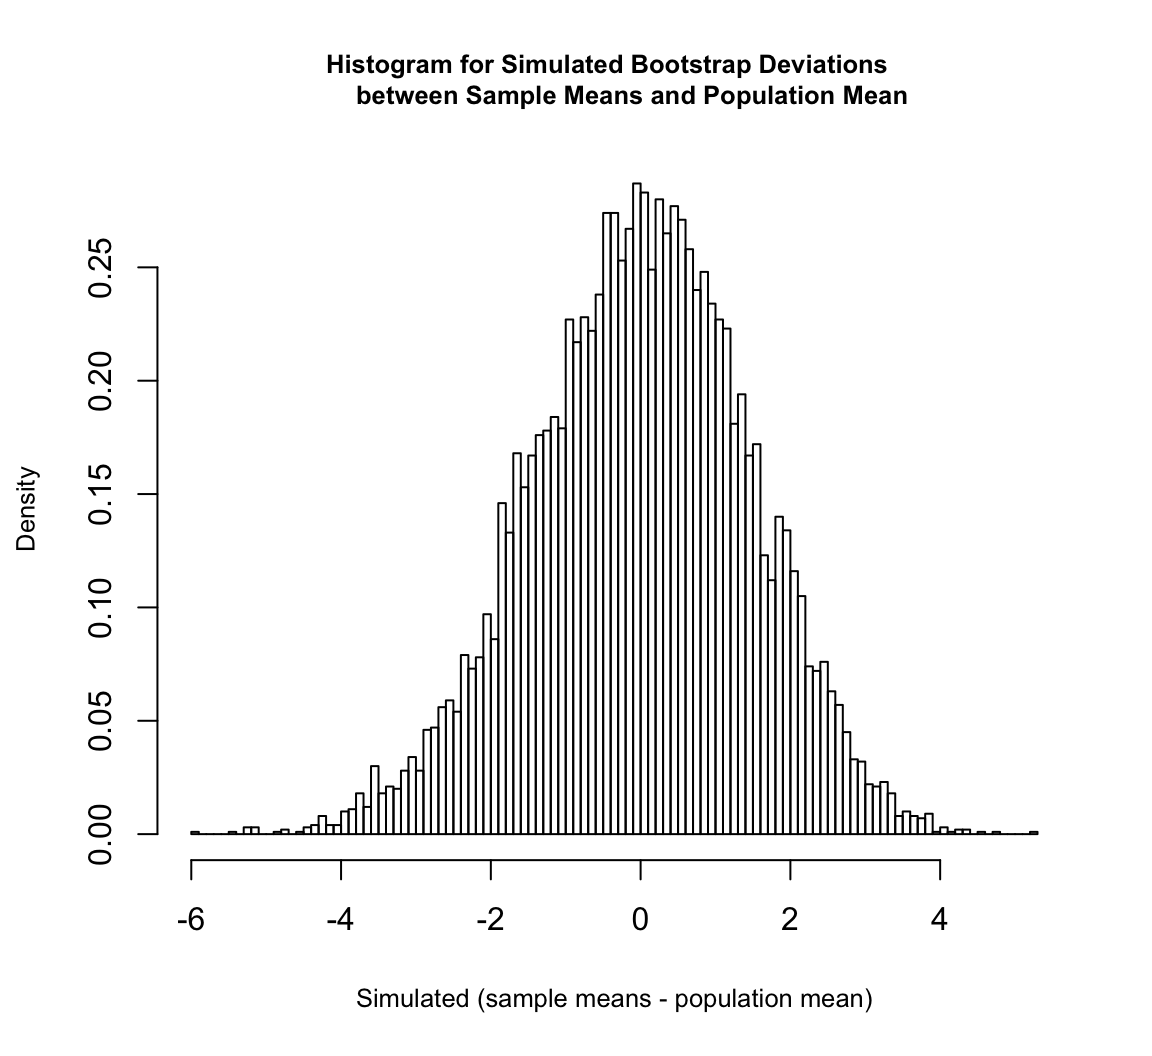 Histogram for Simulated Bootstrap Deviations
between Sample Means and Population Mean
Density
0.25
0.20
0.15
0.10
0.05
0.00
-6 -4 -2 0 2 4
Simulated (sample means - population mean)